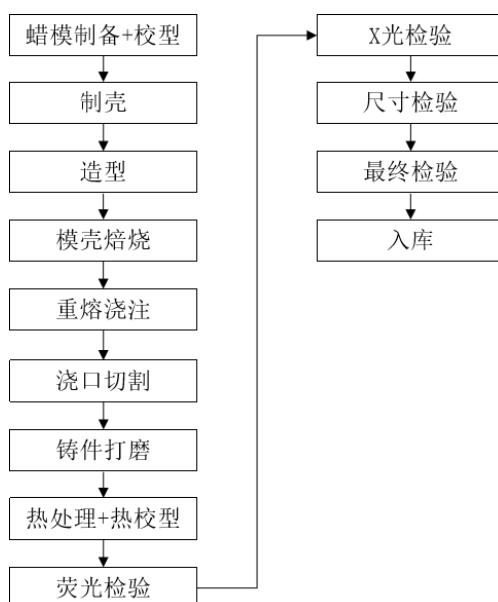 蜡模制备+校型
制壳
造型
模壳焙烧
重熔浇注
浇口切割
铸件打磨
热处理+热校型
荧光检验
X光检验
尺寸检验
最终检验
入库